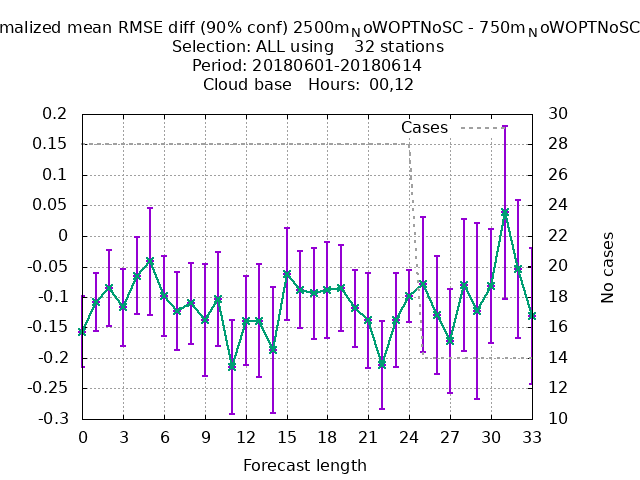 malized mean RMSE diff (90% conf) 2500mNoWOPTNoSC - 750mNoWOPTNoSC
Selection: ALL using 32 stations
Period: 20180601-20180614
Cloud base Hours: 00,12
Cases
0.2
0.15
0.1
0.05
0
-0.05
-0.1
-0.15
-0.2
-0.25
-0.3
30
28
26
24
22
20
18
16
14
12
10
No cases
0 3 6 9 12 15 18 21 24 27 30 33
Forecast length